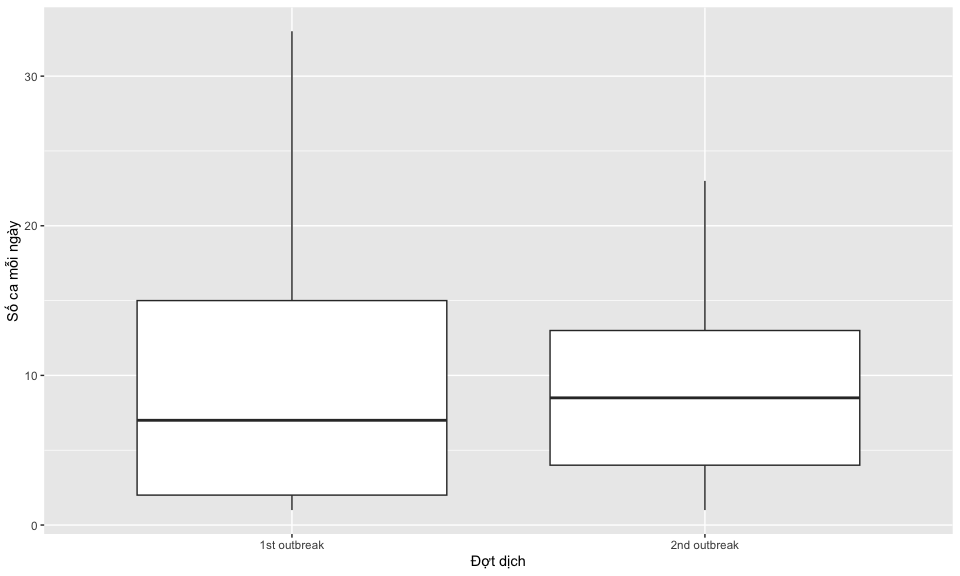 Số ca mỗi ngày
30
20
10
0
1st outbreak
2nd outbreak
Đợt dịch